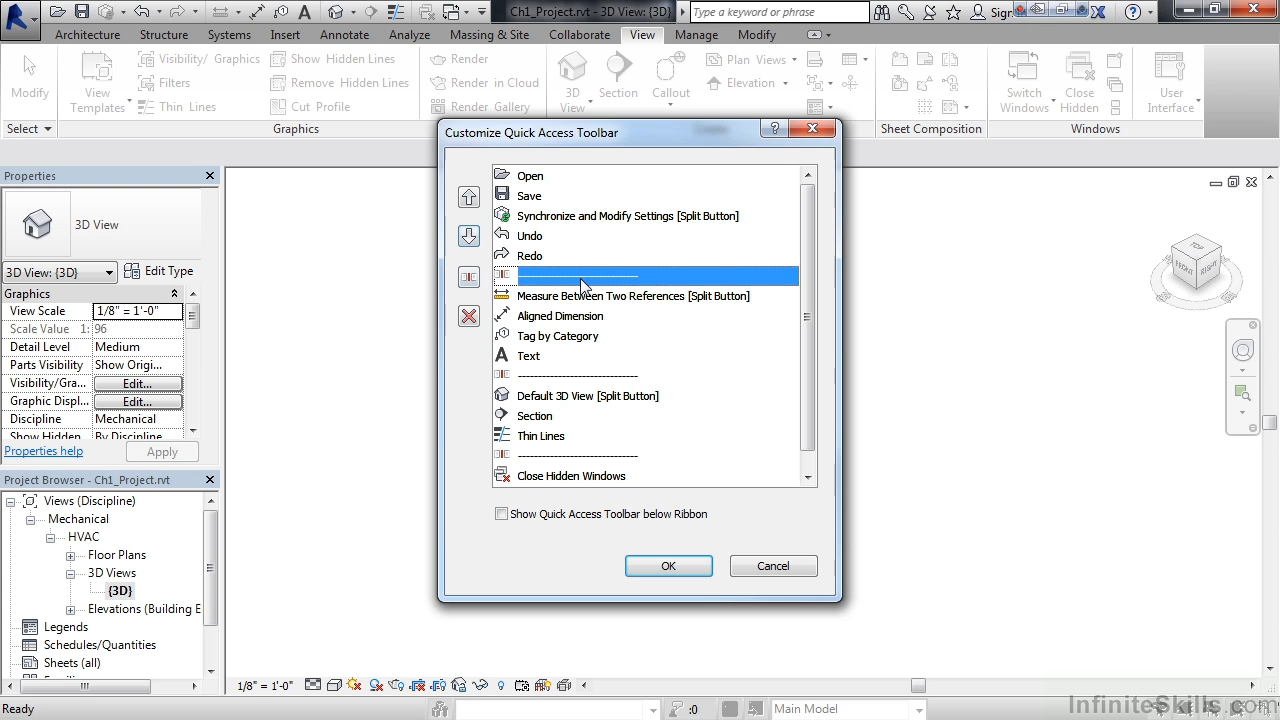 Ch1_Project.rvt - 3D View: {3D}
Type a keyword or phrase
Sign
Architecture Structure Systems Insert Annotate Analyze Massing & Site Collaborate View Manage Modify
Modify
View Templates
Visibility/ Graphics
Filters
Thin Lines
Show Hidden Lines
Remove Hidden Lines
Cut Profile
Render
Render in Cloud
Render Gallery
3D View
Section
Callout
Plan Views
Elevation
Switch Windows
Close Hidden
User Interface
Select
Graphics
Create
Sheet Composition
Windows
Properties
3D View
3D View: {3D}
Edit Type
Graphics
View Scale 1/8" = 1'-0"
Scale Value 1: 96
Detail Level Medium
Parts Visibility Show Origi...
Visibility/Gra... Edit...
Graphic Displ... Edit...
Discipline Mechanical
Show Hidden By Discipline
Properties help
Apply
Project Browser - Ch1_Project.rvt
Views (Discipline)
Mechanical
HVAC
Floor Plans
3D Views
{3D}
Elevations (Building E
Legends
Schedules/Quantities
Sheets (all)
Customize Quick Access Toolbar
Open
Save
Synchronize and Modify Settings [Split Button]
Undo
Redo
------------------------------
Measure Between Two References [Split Button]
Aligned Dimension
Tag by Category
Text
------------------------------
Default 3D View [Split Button]
Section
Thin Lines
------------------------------
Close Hidden Windows
Show Quick Access Toolbar below Ribbon
OK
Cancel
FRONT RIGHT
1/8" = 1'-0"
Ready
:0
Main Model
InfiniteSkills.com